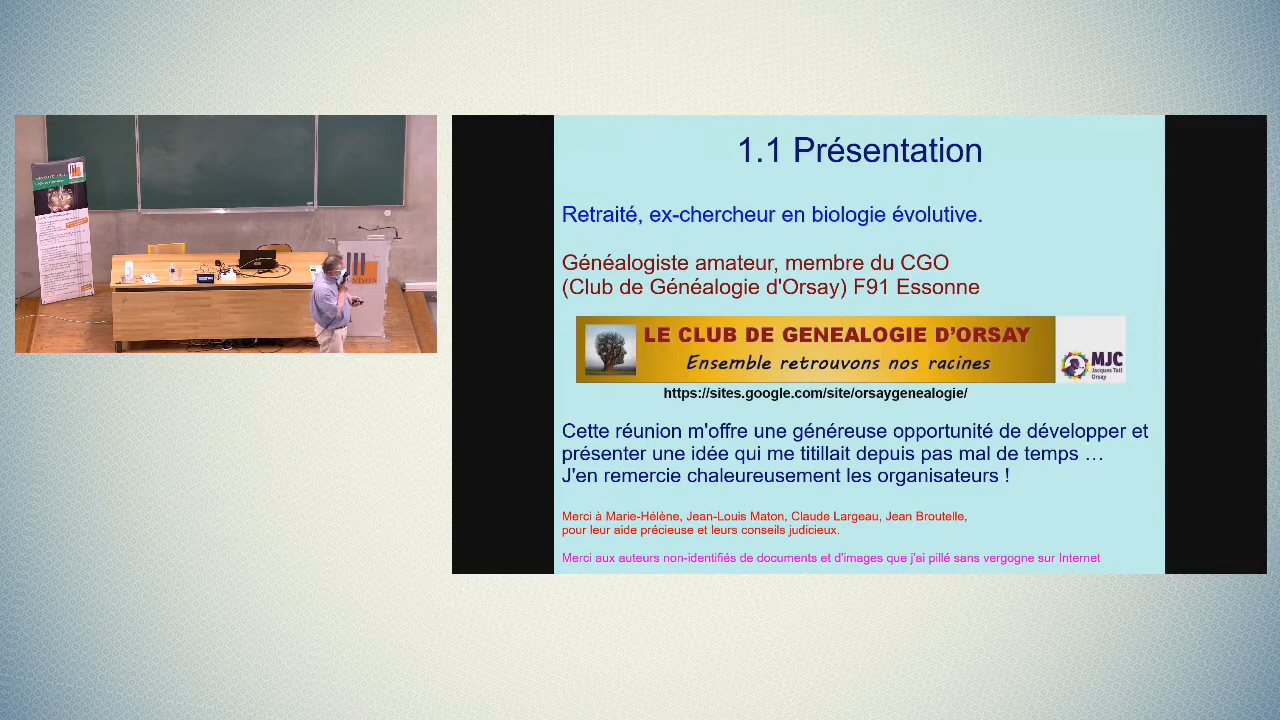 1.1 Présentation
Retraité, ex-chercheur en biologie évolutive.
Généalogiste amateur, membre du CGO
(Club de Généalogie d'Orsay) F91 Essonne
LE CLUB DE GENEALOGIE D'ORSAY
Ensemble retrouvons nos racines
MJC
Jacques Tati
Orsay
https://sites.google.com/site/orsaygenealogie/
Cette réunion m'offre une généreuse opportunité de développer et
présenter une idée qui me titillait depuis pas mal de temps …
J'en remercie chaleureusement les organisateurs !
Merci à Marie-Hélène, Jean-Louis Maton, Claude Largeau, Jean Broutelle,
pour leur aide précieuse et leurs conseils judicieux.
Merci aux auteurs non-identifiés de documents et d'images que j'ai pillé sans vergogne sur Internet